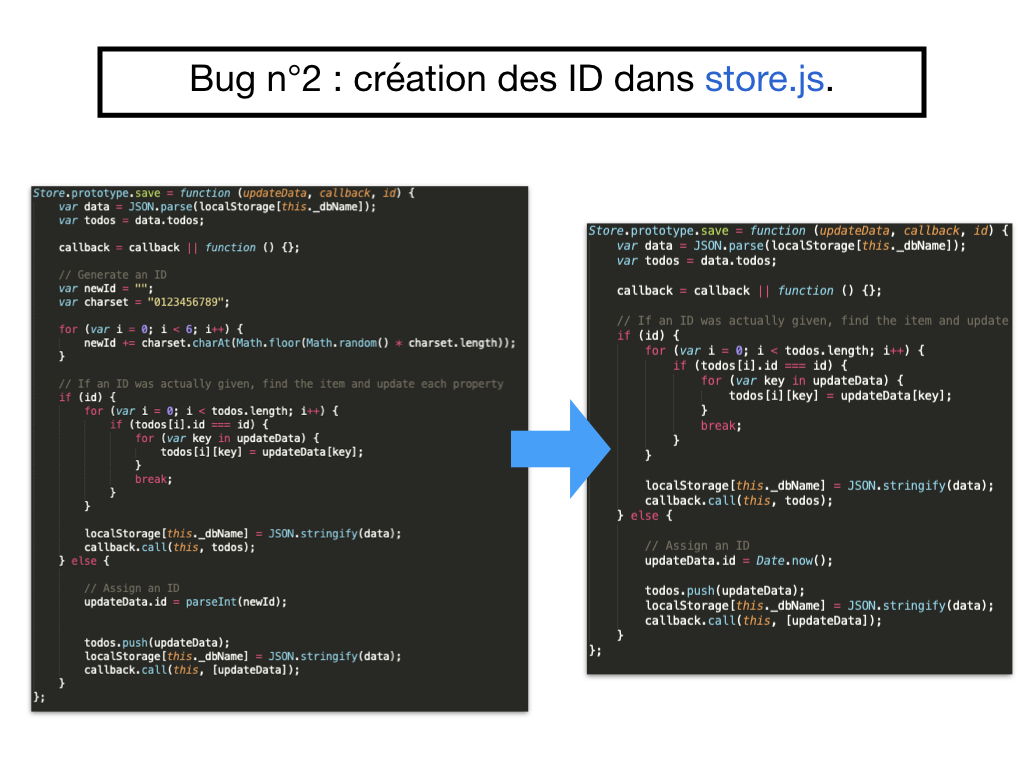 Bug n°2 : création des ID dans store.js.
Store.prototype.save = function (updateData, callback, id) {
var data = JSON.parse(localStorage[this._dbName]);
var todos = data.todos;
callback = callback || function () {};
// Generate an ID
var newId = "";
var charset = "0123456789";
for (var i = 0; i < 6; i++) {
newId += charset.charAt(Math.floor(Math.random() * charset.length));
}
// If an ID was actually given, find the item and update each property
if (id) {
for (var i = 0; i < todos.length; i++) {
if (todos[i].id === id) {
for (var key in updateData) {
todos[i][key] = updateData[key];
}
break;
}
}
localStorage[this._dbName] = JSON.stringify(data);
callback.call(this, todos);
} else {
// Assign an ID
updateData.id = parseInt(newId);
todos.push(updateData);
localStorage[this._dbName] = JSON.stringify(data);
callback.call(this, [updateData]);
}
};
Store.prototype.save = function (updateData, callback, id) {
var data = JSON.parse(localStorage[this._dbName]);
var todos = data.todos;
callback = callback || function () {};
// If an ID was actually given, find the item and update
if (id) {
for (var i = 0; i < todos.length; i++) {
if (todos[i].id === id) {
for (var key in updateData) {
todos[i][key] = updateData[key];
}
break;
}
}
localStorage[this._dbName] = JSON.stringify(data);
callback.call(this, todos);
} else {
// Assign an ID
updateData.id = Date.now();
todos.push(updateData);
localStorage[this._dbName] = JSON.stringify(data);
callback.call(this, [updateData]);
}
};